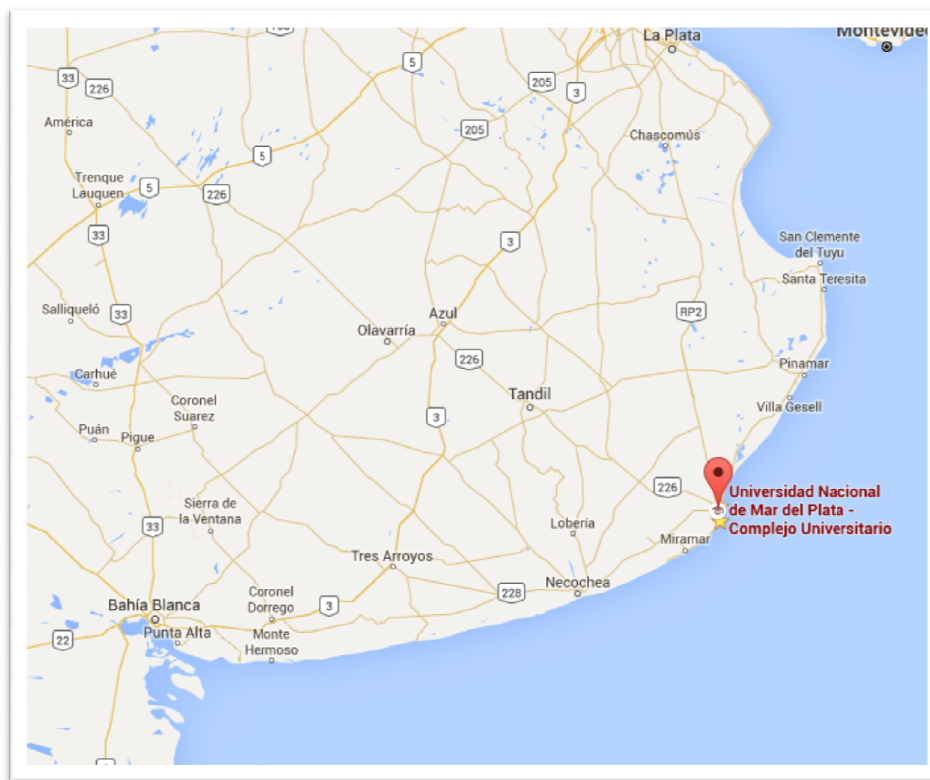 Montevideo
La Plata
33
226
5
205
3
América
205
Chascomús
5
Trenque
Lauquen
5
226
33
3
San Clemente
del Tuyu
Santa Teresita
Salliqueló
33
Azul
RP2
Olavarría
226
Carhué
Pinamar
Tandil
Coronel
Suarez
3
Villa Gesell
Puán
Pigue
226
Universidad Nacional
de Mar del Plata -
Complejo Universitario
Sierra de
la Ventana
33
Lobería
Miramar
Tres Arroyos
Necochea
Coronel
Dorrego
228
Bahía Blanca
3
Punta Alta
Monte
Hermoso
22